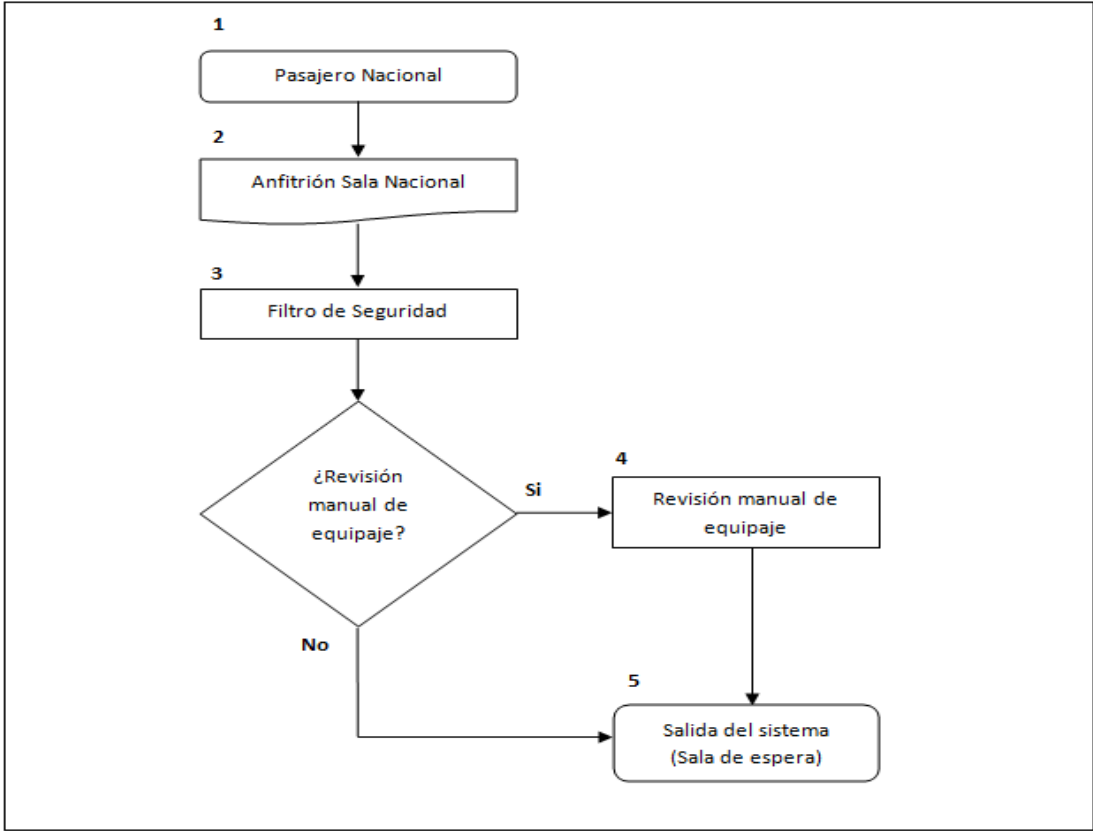 1
Pasajero Nacional
2
Anfitrión Sala Nacional
3
Filtro de Seguridad
¿Revisión
manual de
equipaje?
Si
4
Revisión manual de
equipaje
No
5
Salida del sistema
(Sala de espera)